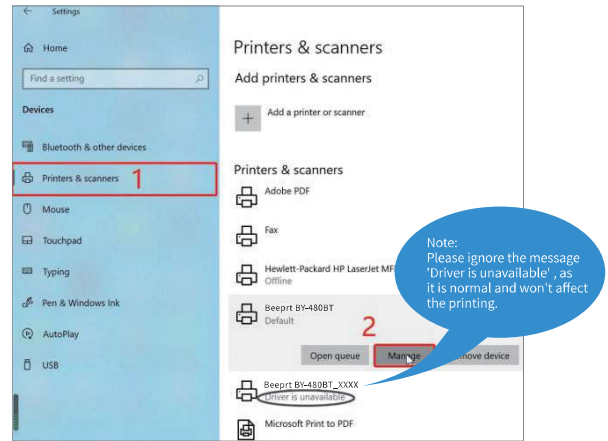 Settings
Home
Find a setting
Devices
Bluetooth & other devices
Printers & scanners
1
Mouse
Touchpad
Typing
Pen & Windows Ink
AutoPlay
USB
Printers & scanners
Add printers & scanners
Add a printer or scanner
Printers & scanners
Adobe PDF
Fax
Hewlett-Packard HP LaserJet
Offline
Beeprt BY-480BT
Default
2
Open queue
Manage
device
Beeprt BY-480BT_XXXX
Driver is unavailable
Microsoft Print to PDF
Note:
Please ignore the message
'Driver is unavailable' , as
it is normal and won't affect
the printing.